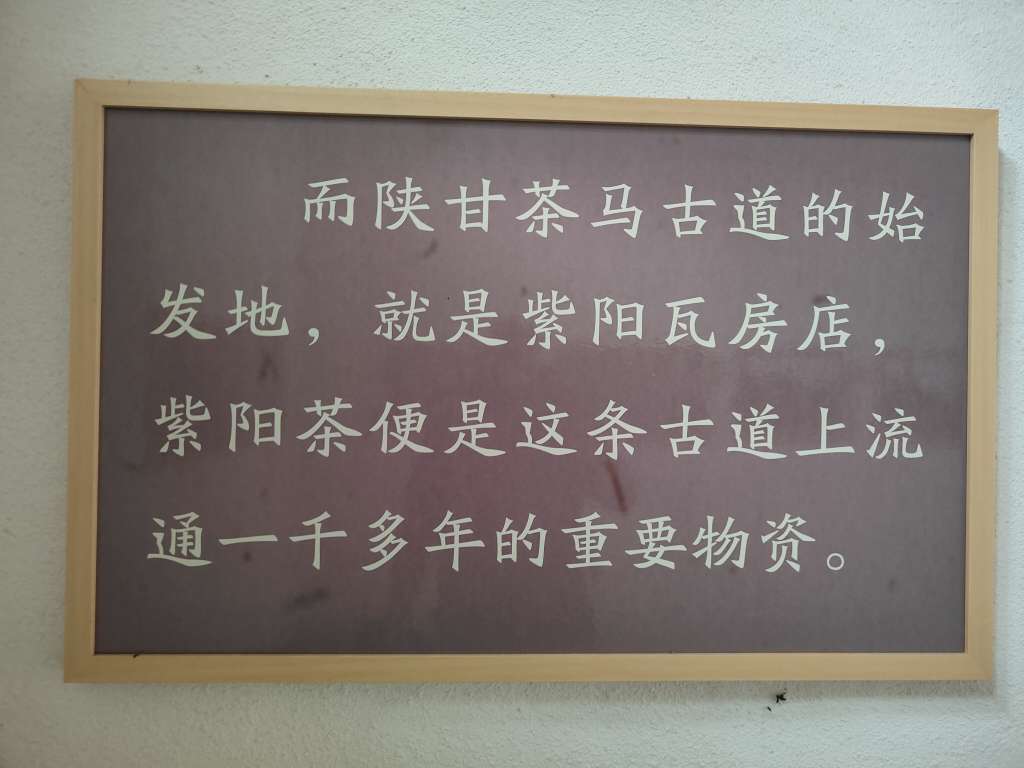 而陕甘茶马古道的始
发地，就是紫阳瓦房店，
紫阳茶便是这条古道上流
通一千多年的重要物资。